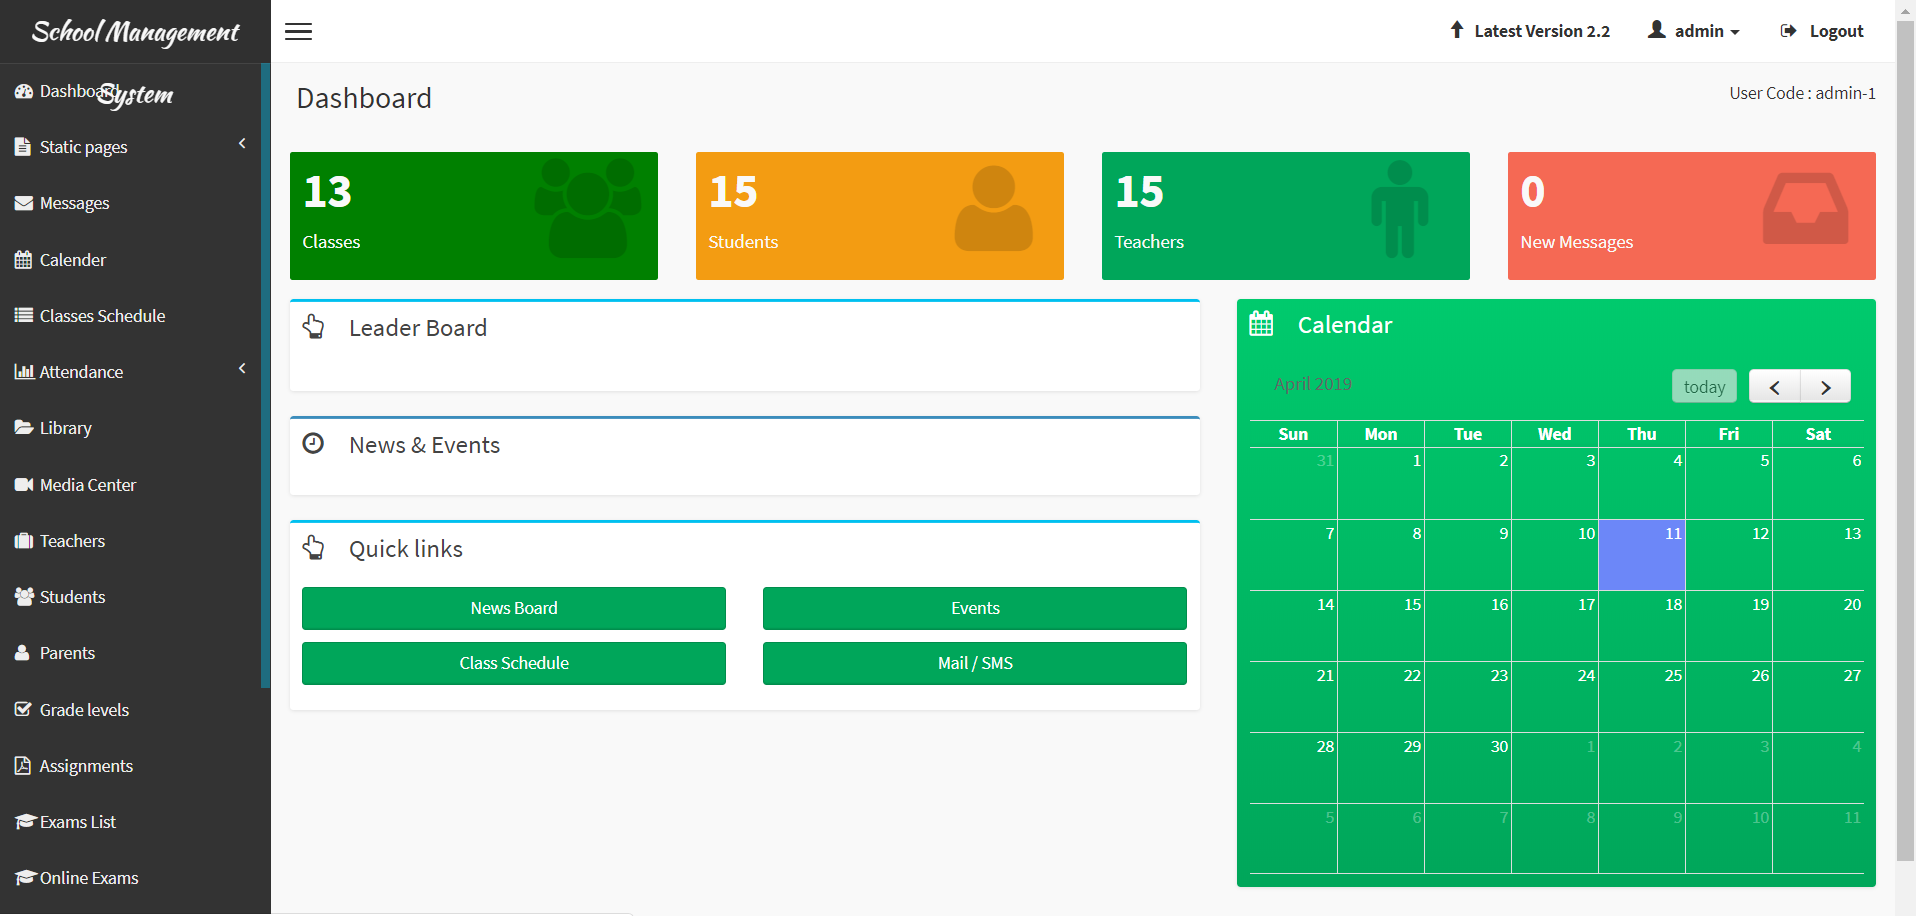 School Management
System
Latest Version 2.2
admin
Logout
Dashboard
Static pages
Messages
Calender
Classes Schedule
Attendance
Library
Media Center
Teachers
Students
Parents
Grade levels
Assignments
Exams List
Online Exams
Dashboard
User Code : admin-1
13
Classes
15
Students
15
Teachers
0
New Messages
Leader Board
News & Events
Quick links
News Board
Events
Class Schedule
Mail / SMS
Calendar
April 2019
today
Sun Mon Tue Wed Thu Fri Sat
31 1 2 3 4 5 6
7 8 9 10 11 12 13
14 15 16 17 18 19 20
21 22 23 24 25 26 27
28 29 30 1 2 3 4
5 6 7 8 9 10 11